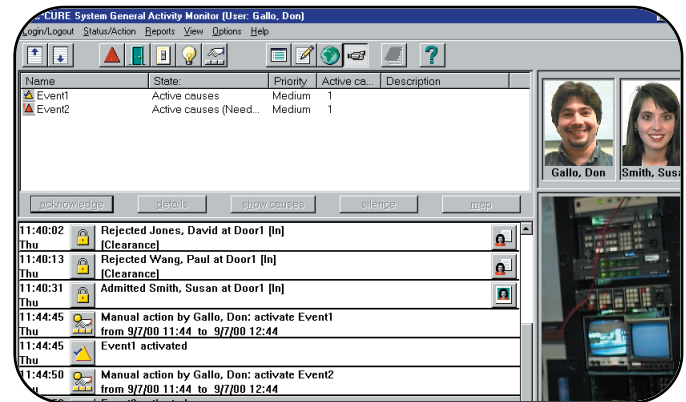 C-CURE System General Activity Monitor (User: Gallo, Don)
Login/Logout Status/Action Reports View Options Help
Name State: Priority Active ca... Description
Event1 Active causes Medium 1
Event2 Active causes (Need... Medium 1
Gallo, Don Smith, Susa
acknowledge details show causes silence map
11:40:02 Rejected Jones, David at Door1 [In]
Thu [Clearance]
11:40:13 Rejected Wang, Paul at Door1 [In]
Thu [Clearance]
11:40:31 Admitted Smith, Susan at Door1 [In]
Thu
11:44:45 Manual action by Gallo, Don: activate Event1
Thu from 9/7/00 11:44 to 9/7/00 12:44
11:44:45 Event1 activated
Thu
11:44:50 Manual action by Gallo, Don: activate Event2
from 9/7/00 11:44 to 9/7/00 12:44